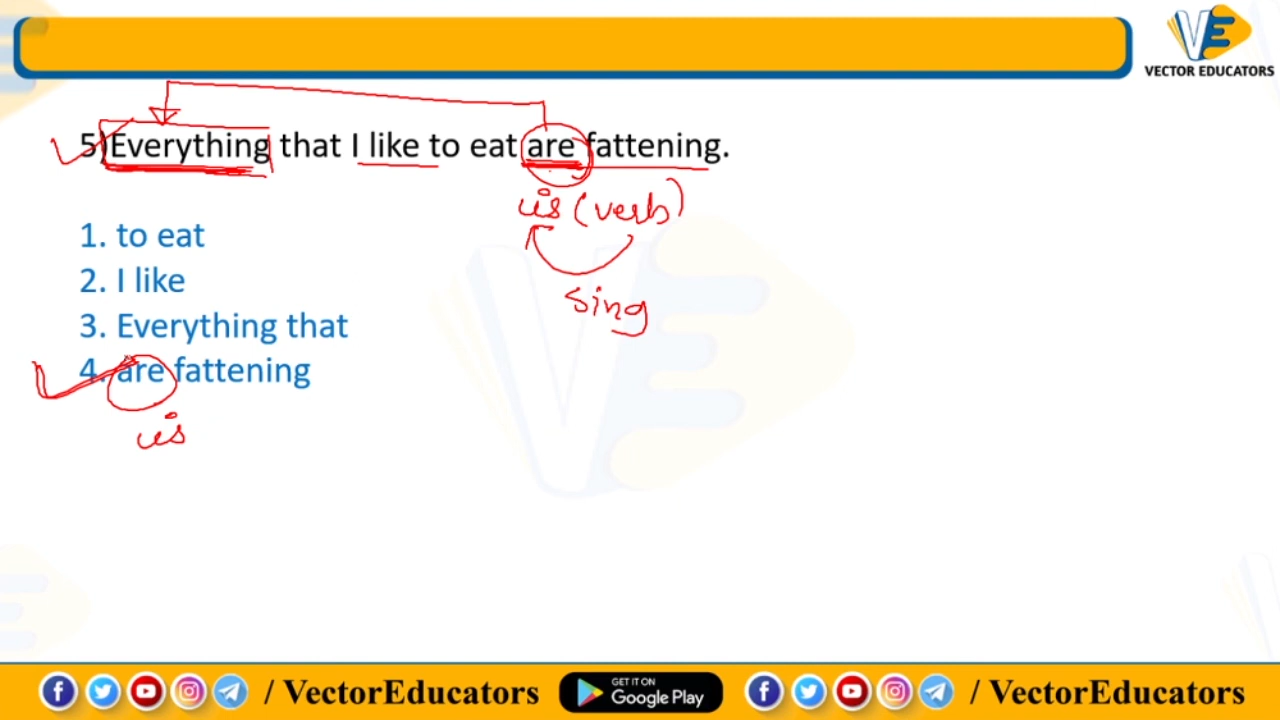 VE
VECTOR EDUCATORS
5) Everything that I like to eat are fattening.
is (verb)
Sing
1. to eat
2. I like
3. Everything that
4. are fattening
is
/ VectorEducators
GET IT ON
Google Play
/ VectorEducators